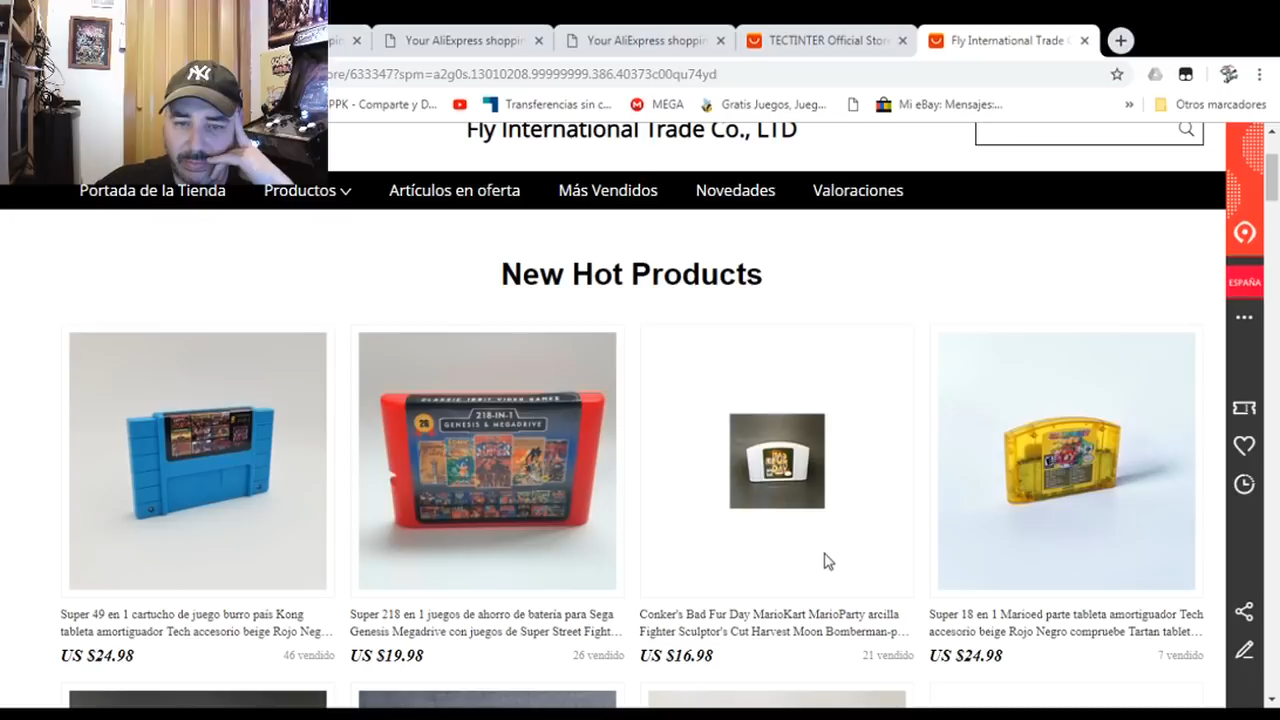 ppin
Your AliExpress shoppin
Your AliExpress shoppin
TECTINTER Official Stor
Fly International Trade C
ore/633347?spm=a2g0s.13010208.99999999.386.40373c00qu74yd
PPK - Comparte y D...
Transferencias sin c...
MEGA
Gratis Juegos, Jueg...
Mi eBay: Mensajes:...
»
Otros marcadores
Fly International Trade Co., LTD
Portada de la Tienda
Productos
Artículos en oferta
Más Vendidos
Novedades
Valoraciones
ESPAÑA
New Hot Products
CLASSIC 16BIT VIDEO GAMES
218-IN-1
GENESIS & MEGADRIVE
Super 49 en 1 cartucho de juego burro país Kong
tableta amortiguador Tech accesorio beige Rojo Neg...
US $24.98
46 vendido
Super 218 en 1 juegos de ahorro de batería para Sega
Genesis Megadrive con juegos de Super Street Fight...
US $19.98
26 vendido
Conker's Bad Fur Day MarioKart MarioParty arcilla
Fighter Sculptor's Cut Harvest Moon Bomberman-p...
US $16.98
21 vendido
Super 18 en 1 Marioed parte tableta amortiguador Tech
accesorio beige Rojo Negro compruebe Tartan tablet...
US $24.98
7 vendido